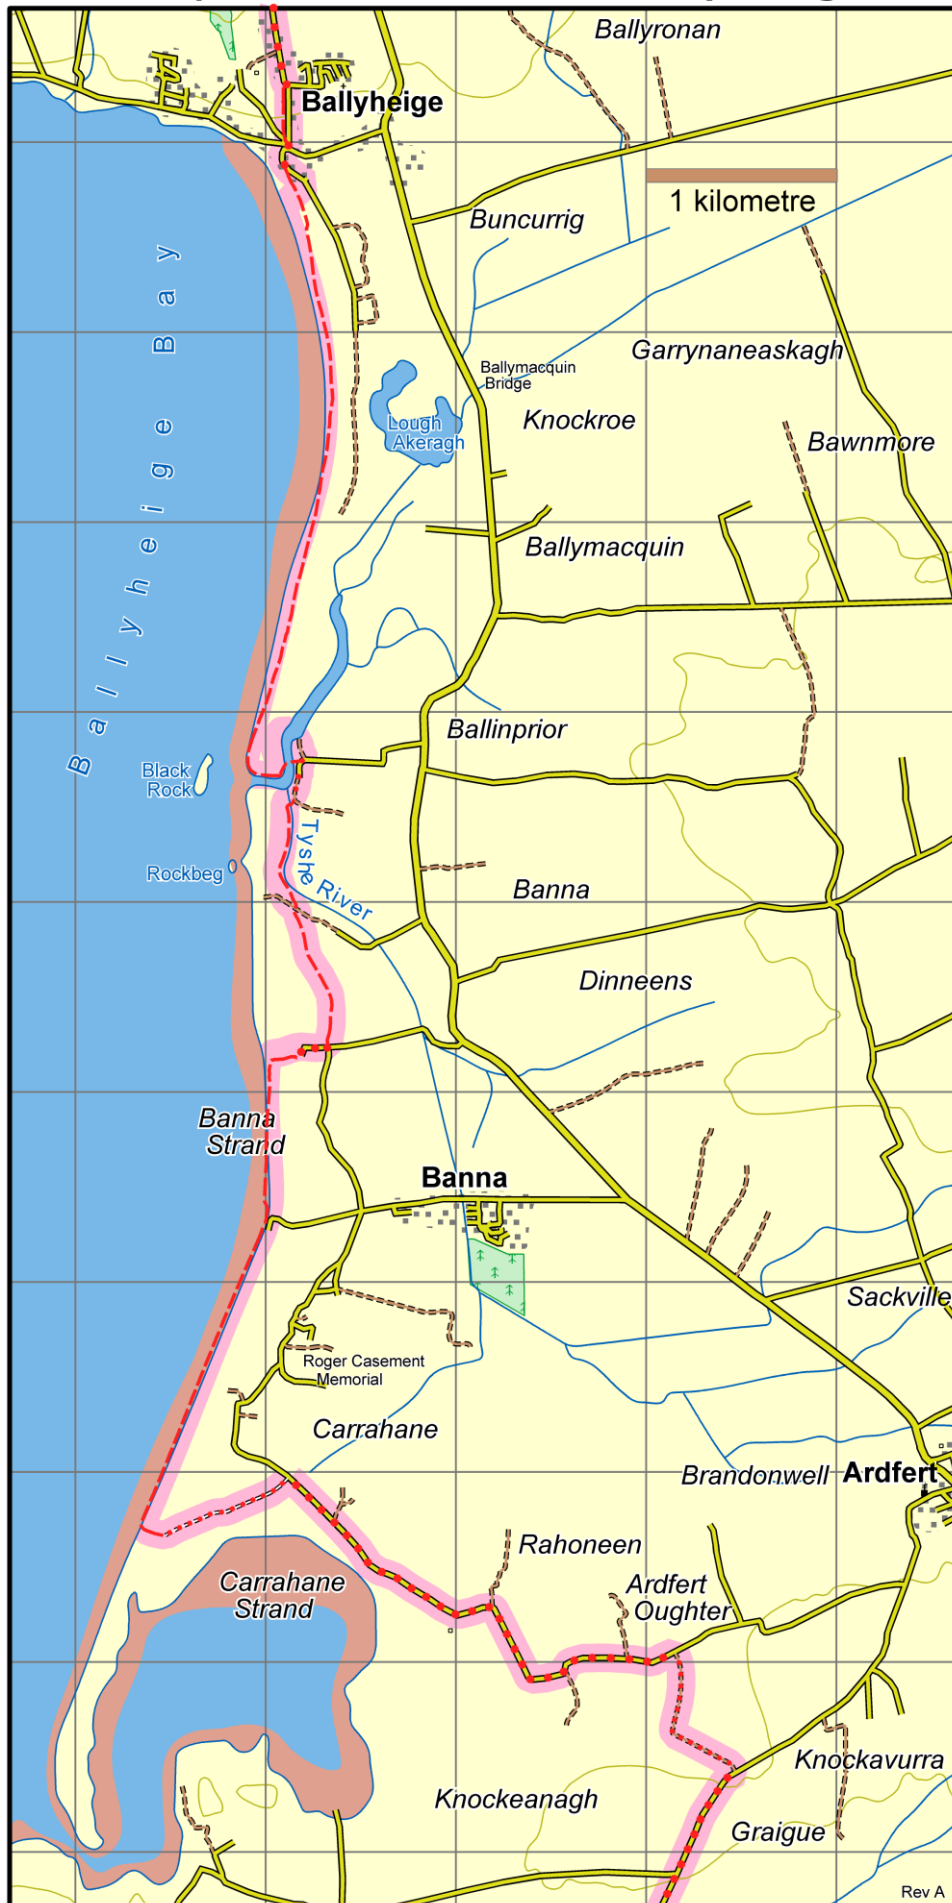 Ballyronan
Ballyheige
1 kilometre
Buncurrig
Ballyheige Bay
Garrynaneaskagh
Ballymacquin
Bridge
Lough
Akeragh
Knockroe
Bawnmore
Ballymacquin
Ballinprior
Black
Rock
Tyshe River
Rockbeg
Banna
Dinneens
Banna
Strand
Banna
Sackville
Roger Casement
Memorial
Carrahane
Brandonwell
Ardfert
Rahoneen
Carrahane
Strand
Ardfert
Oughter
Knockavurra
Knockeanagh
Graigue
Rev A